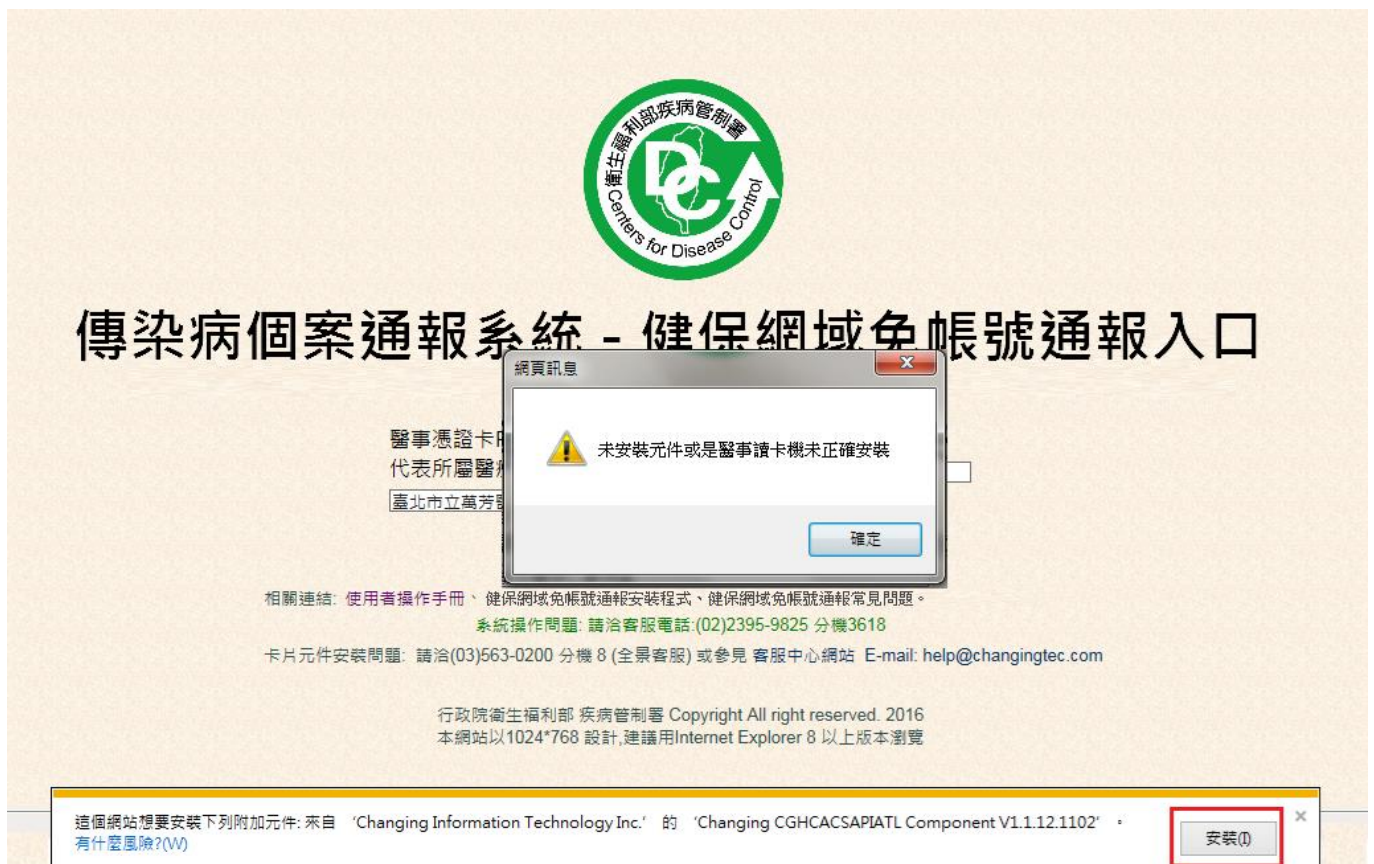 衛生福利部疾病管制署
Centers for Disease Control
DC
傳染病個案通報系統 - 健保網域免帳號通報入口
網頁訊息
未安裝元件或是醫事讀卡機未正確安裝
確定
醫事憑證卡
代表所屬醫
臺北市立萬芳
相關連結: 使用者操作手冊、 健保網域免帳號通報安裝程式、健保網域免帳號通報常見問題。
系統操作問題: 請洽客服電話:(02)2395-9825 分機3618
卡片元件安裝問題: 請洽(03)563-0200 分機 8 (全景客服) 或參見 客服中心網站 E-mail: help@changingtec.com
行政院衛生福利部 疾病管制署 Copyright All right reserved. 2016
本網站以1024*768 設計,建議用Internet Explorer 8 以上版本瀏覽
這個網站想要安裝下列附加元件: 來自 'Changing Information Technology Inc.' 的 'Changing CGHCACSAPIATL Component V1.1.12.1102'。
有什麼風險?(W)
安裝(I)